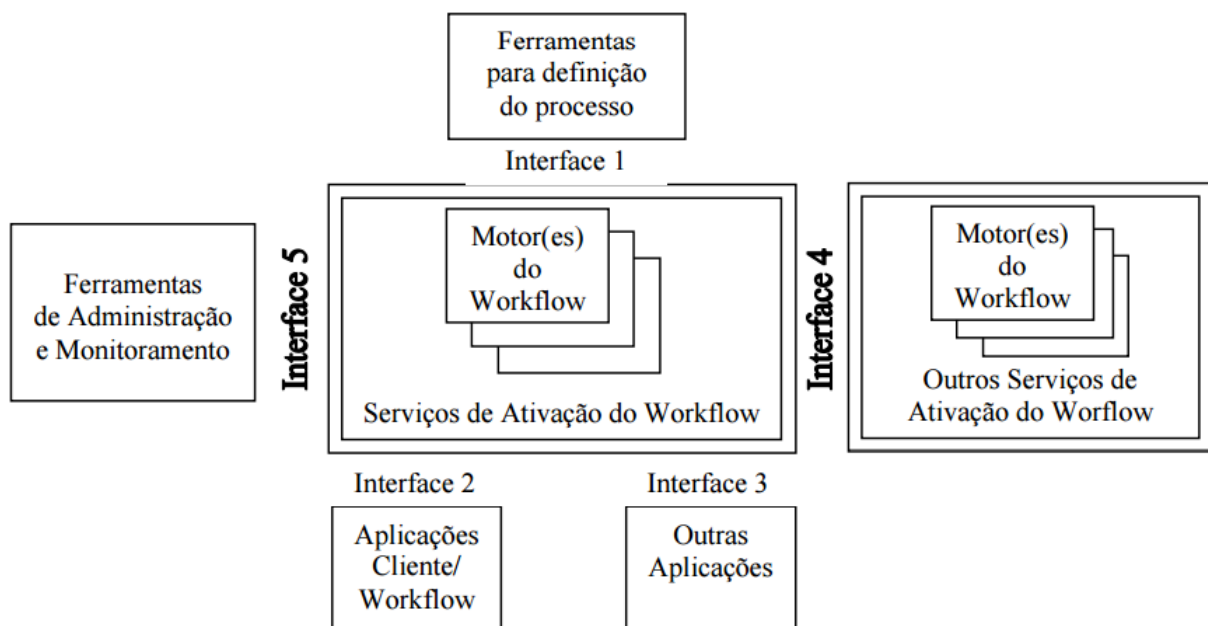 Ferramentas
para definição
do processo
Interface 1
Ferramentas
de Administração
e Monitoramento
Interface 5
Motor(es)
do
Workflow
Serviços de Ativação do Workflow
Interface 4
Motor(es)
do
Workflow
Outros Serviços de
Ativação do Worflow
Interface 2
Interface 3
Aplicações
Cliente/
Workflow
Outras
Aplicações